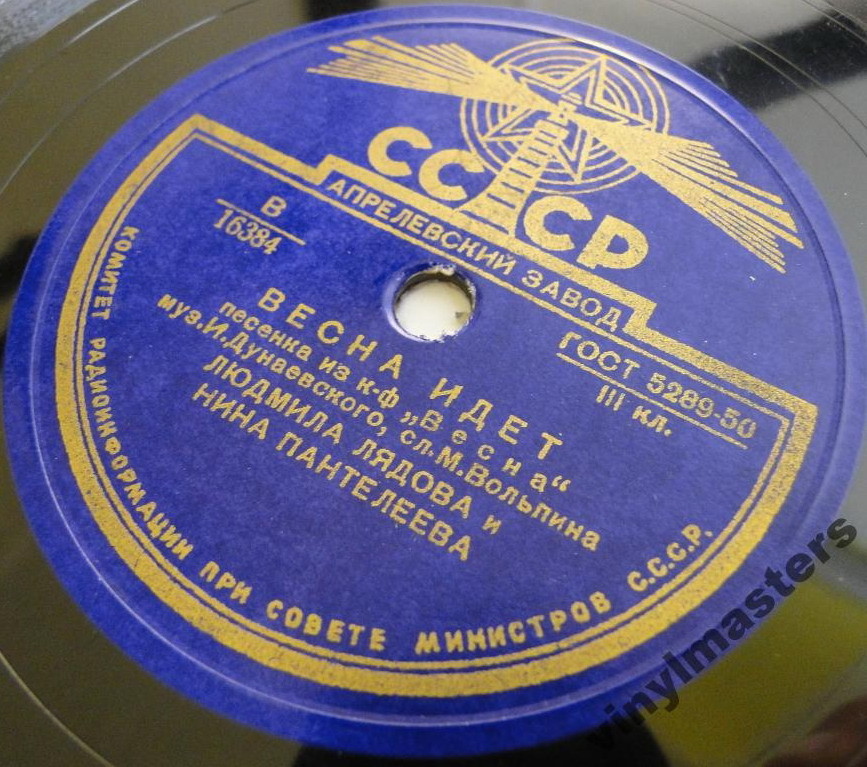 СССР
АПРЕЛЕВСКИЙ ЗАВОД
В
16384
ГОСТ 5289-50
III кл.
ВЕСНА ИДЕТ
песенка из к-ф „Весна“
муз.И.Дунаевского, сл.М.Вольпина
ЛЮДМИЛА ЛЯДОВА и
НИНА ПАНТЕЛЕЕВА
КОМИТЕТ РАДИОИНФОРМАЦИИ ПРИ СОВЕТЕ МИНИСТРОВ С.С.С.Р.
vinylmasters